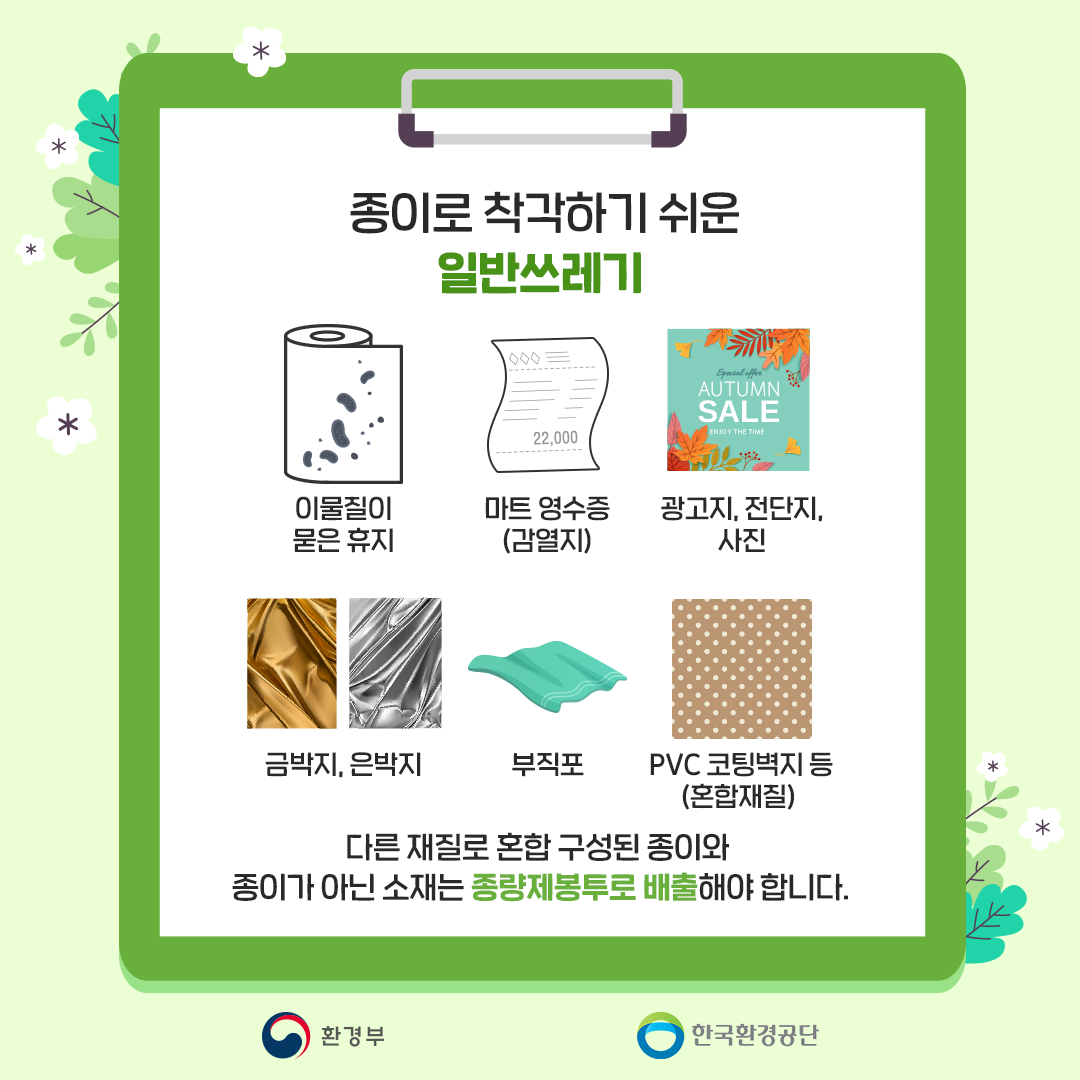 종이로 착각하기 쉬운
일반쓰레기
22,000
Special offer
AUTUMN
SALE
ENJOY THE TIME
이물질이
묻은 휴지
마트 영수증
(감열지)
광고지, 전단지,
사진
금박지, 은박지
부직포
PVC 코팅벽지 등
(혼합재질)
다른 재질로 혼합 구성된 종이와
종이가 아닌 소재는 종량제봉투로 배출해야 합니다.
환경부
한국환경공단